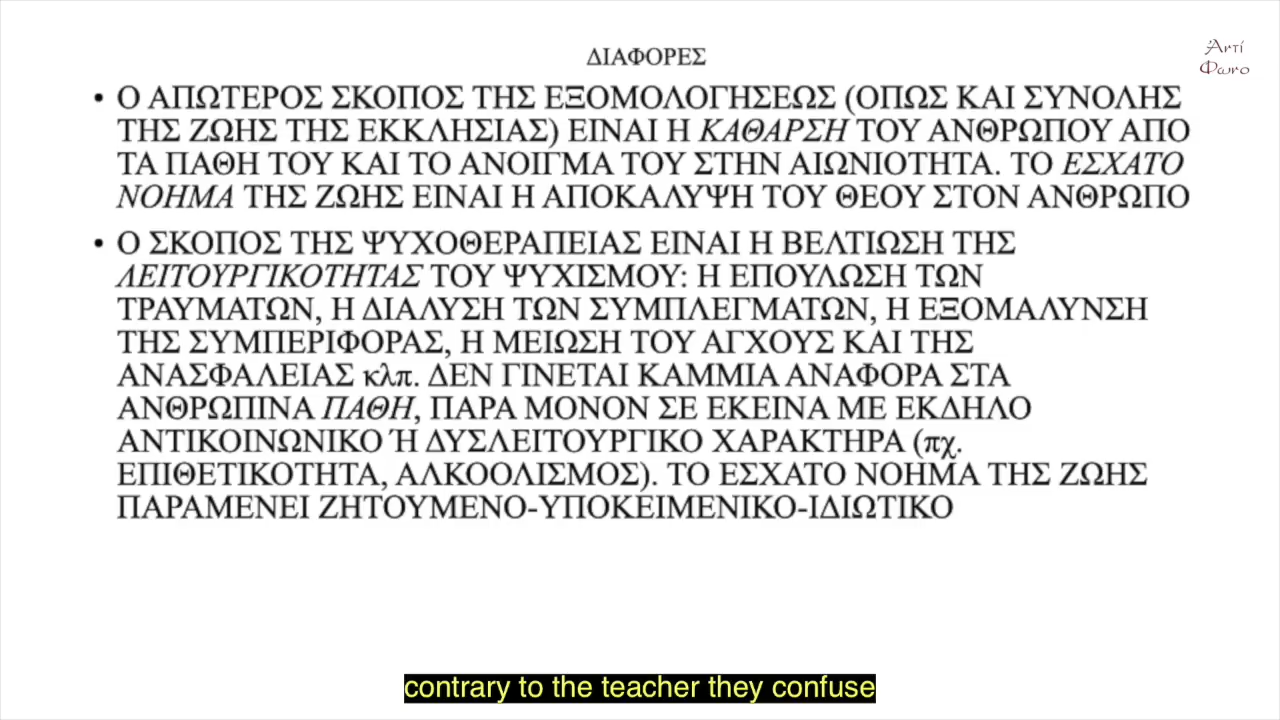 ΔΙΑΦΟΡΕΣ
Ἀρτί
Φωτο
• Ο ΑΠΩΤΕΡΟΣ ΣΚΟΠΟΣ ΤΗΣ ΕΞΟΜΟΛΟΓΗΣΕΩΣ (ΟΠΩΣ ΚΑΙ ΣΥΝΟΛΗΣ
ΤΗΣ ΖΩΗΣ ΤΗΣ ΕΚΚΛΗΣΙΑΣ) ΕΙΝΑΙ Η ΚΑΘΑΡΣΗ ΤΟΥ ΑΝΘΡΩΠΟΥ ΑΠΟ
ΤΑ ΠΑΘΗ ΤΟΥ ΚΑΙ ΤΟ ΑΝΟΙΓΜΑ ΤΟΥ ΣΤΗΝ ΑΙΩΝΙΟΤΗΤΑ. ΤΟ ΕΣΧΑΤΟ
ΝΟΗΜΑ ΤΗΣ ΖΩΗΣ ΕΙΝΑΙ Η ΑΠΟΚΑΛΥΨΗ ΤΟΥ ΘΕΟΥ ΣΤΟΝ ΑΝΘΡΩΠΟ
• Ο ΣΚΟΠΟΣ ΤΗΣ ΨΥΧΟΘΕΡΑΠΕΙΑΣ ΕΙΝΑΙ Η ΒΕΛΤΙΩΣΗ ΤΗΣ
ΛΕΙΤΟΥΡΓΙΚΟΤΗΤΑΣ ΤΟΥ ΨΥΧΙΣΜΟΥ: Η ΕΠΟΥΛΩΣΗ ΤΩΝ
ΤΡΑΥΜΑΤΩΝ, Η ΔΙΑΛΥΣΗ ΤΩΝ ΣΥΜΠΛΕΓΜΑΤΩΝ, Η ΕΞΟΜΑΛΥΝΣΗ
ΤΗΣ ΣΥΜΠΕΡΙΦΟΡΑΣ, Η ΜΕΙΩΣΗ ΤΟΥ ΑΓΧΟΥΣ ΚΑΙ ΤΗΣ
ΑΝΑΣΦΑΛΕΙΑΣ κλπ. ΔΕΝ ΓΙΝΕΤΑΙ ΚΑΜΜΙΑ ΑΝΑΦΟΡΑ ΣΤΑ
ΑΝΘΡΩΠΙΝΑ ΠΑΘΗ, ΠΑΡΑ ΜΟΝΟΝ ΣΕ ΕΚΕΙΝΑ ΜΕ ΕΚΔΗΛΟ
ΑΝΤΙΚΟΙΝΩΝΙΚΟ Ή ΔΥΣΛΕΙΤΟΥΡΓΙΚΟ ΧΑΡΑΚΤΗΡΑ (πχ.
ΕΠΙΘΕΤΙΚΟΤΗΤΑ, ΑΛΚΟΟΛΙΣΜΟΣ). ΤΟ ΕΣΧΑΤΟ ΝΟΗΜΑ ΤΗΣ ΖΩΗΣ
ΠΑΡΑΜΕΝΕΙ ΖΗΤΟΥΜΕΝΟ-ΥΠΟΚΕΙΜΕΝΙΚΟ-ΙΔΙΩΤΙΚΟ
contrary to the teacher they confuse